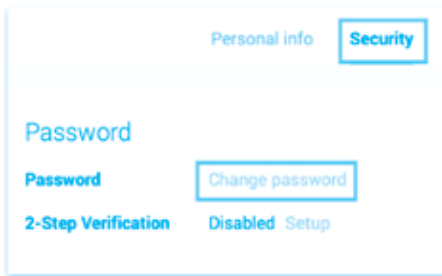 Personal info Security
Password
Password Change password
2-Step Verification Disabled Setup